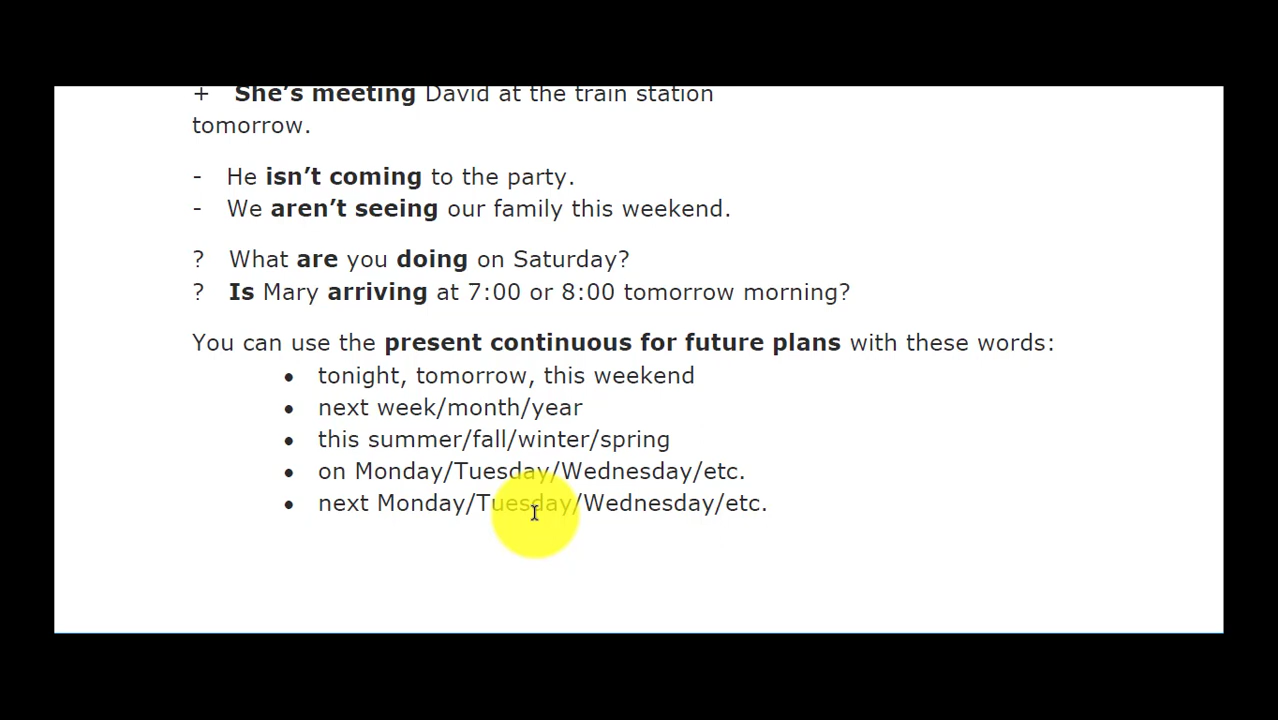 + She's meeting David at the train station
tomorrow.
- He isn't coming to the party.
- We aren't seeing our family this weekend.
? What are you doing on Saturday?
? Is Mary arriving at 7:00 or 8:00 tomorrow morning?
You can use the present continuous for future plans with these words:
• tonight, tomorrow, this weekend
• next week/month/year
• this summer/fall/winter/spring
• on Monday/Tuesday/Wednesday/etc.
• next Monday/Tuesday/Wednesday/etc.